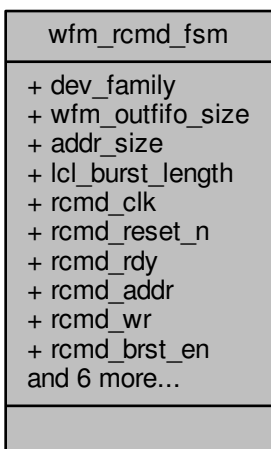 wfm_rcmd_fsm
+ dev_family
+ wfm_outfifo_size
+ addr_size
+ lcl_burst_length
+ rcmd_clk
+ rcmd_reset_n
+ rcmd_rdy
+ rcmd_addr
+ rcmd_wr
+ rcmd_brst_en
and 6 more...